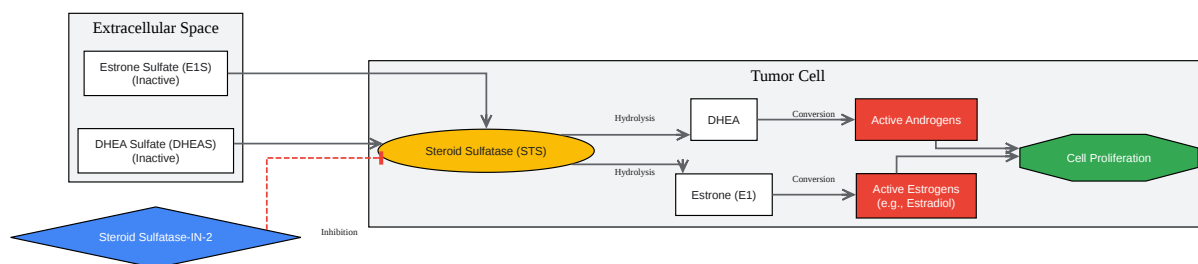 Extracellular Space
Estrone Sulfate (E1S)
(Inactive)
DHEA Sulfate (DHEAS)
(Inactive)
Steroid Sulfatase-IN-2
Inhibition
Tumor Cell
Steroid Sulfatase (STS)
Hydrolysis
Hydrolysis
DHEA
Estrone (E1)
Conversion
Conversion
Active Androgens
Active Estrogens
(e.g., Estradiol)
Cell Proliferation